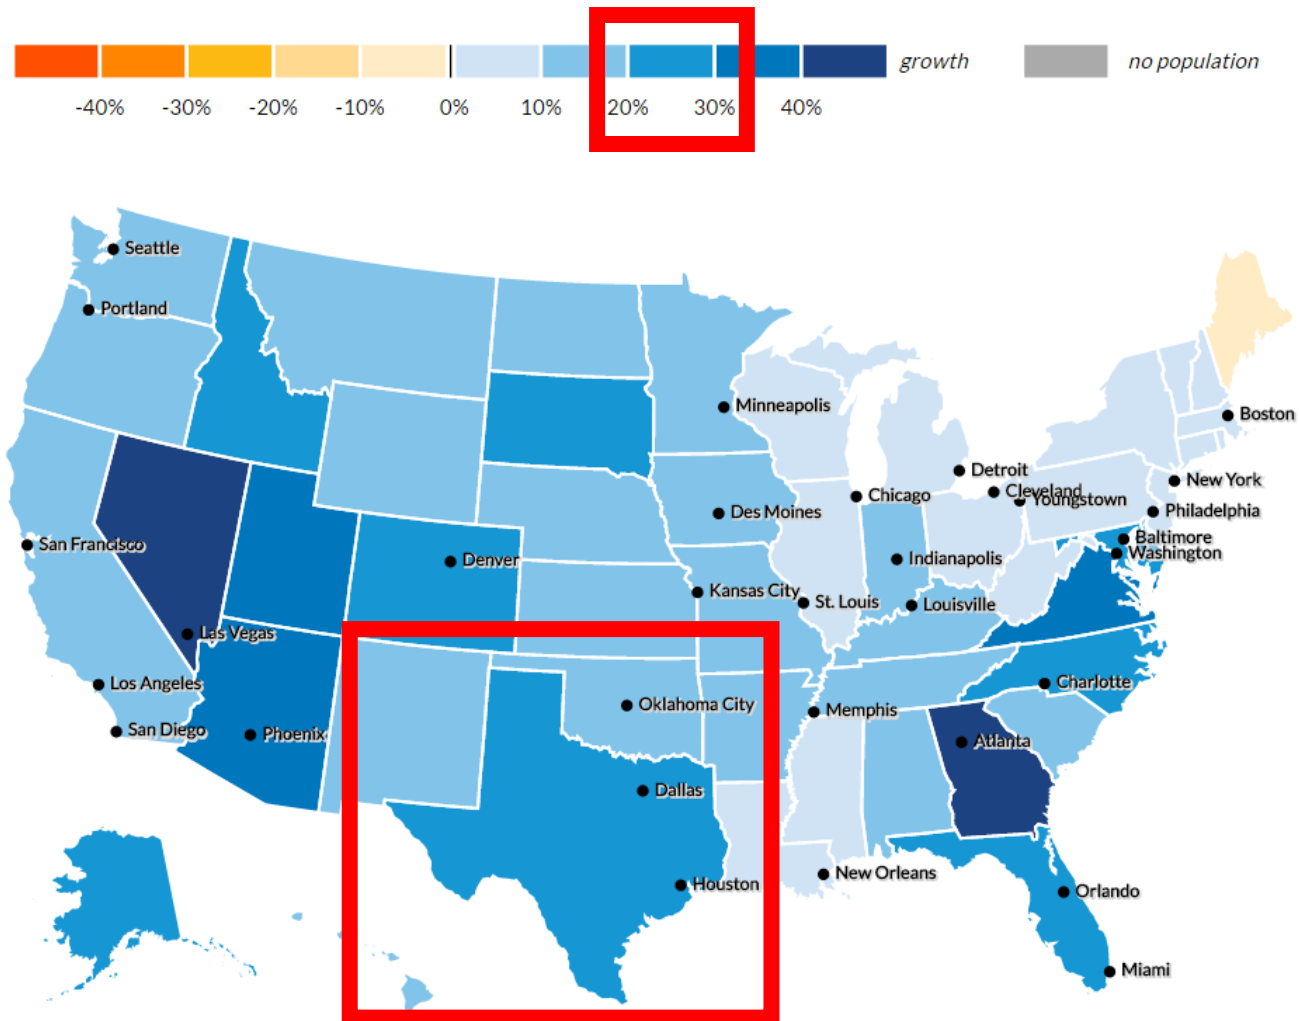 growth
no population
-40% -30% -20% -10% 0% 10% 20% 30% 40%
Seattle
Portland
Minneapolis
Boston
Detroit
New York
Cleveland
Chicago
Youngstown
Des Moines
Philadelphia
Baltimore
San Francisco
Washington
Denver
Indianapolis
Kansas City
St. Louis
Louisville
Las Vegas
Los Angeles
Charlotte
Oklahoma City
Memphis
San Diego
Phoenix
Atlanta
Dallas
New Orleans
Houston
Orlando
Miami